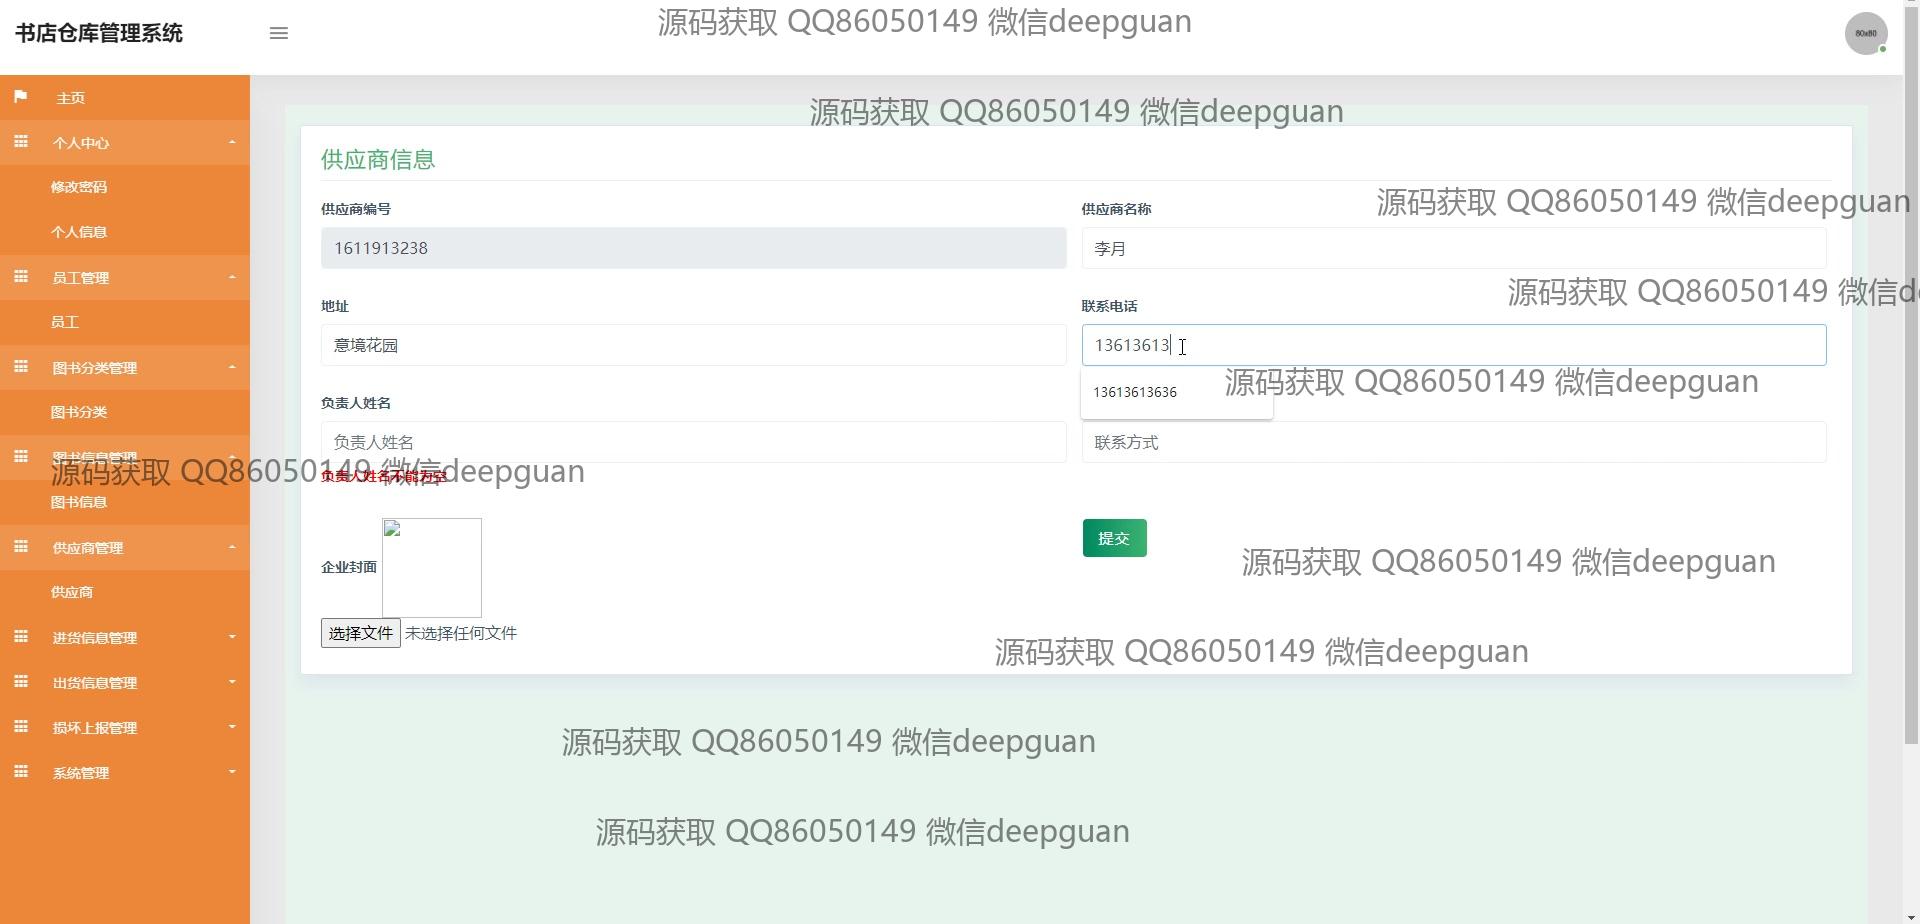 书店仓库管理系统
源码获取 QQ86050149 微信deepguan
80x80
主页
源码获取 QQ86050149 微信deepguan
个人中心
供应商信息
修改密码
源码获取 QQ86050149 微信deepguan
供应商编号
供应商名称
个人信息
1611913238
李月
员工管理
源码获取 QQ86050149 微信de
地址
联系电话
员工
意境花园
13613613
图书分类管理
源码获取 QQ86050149 微信deepguan
13613613636
负责人姓名
图书分类
负责人姓名
联系方式
图书信息管理
源码获取 QQ86050149 微信deepguan
负责人姓名不能为空
图书信息
提交
供应商管理
源码获取 QQ86050149 微信deepguan
企业封面
供应商
选择文件 未选择任何文件
进货信息管理
源码获取 QQ86050149 微信deepguan
出货信息管理
损坏上报管理
源码获取 QQ86050149 微信deepguan
系统管理
源码获取 QQ86050149 微信deepguan